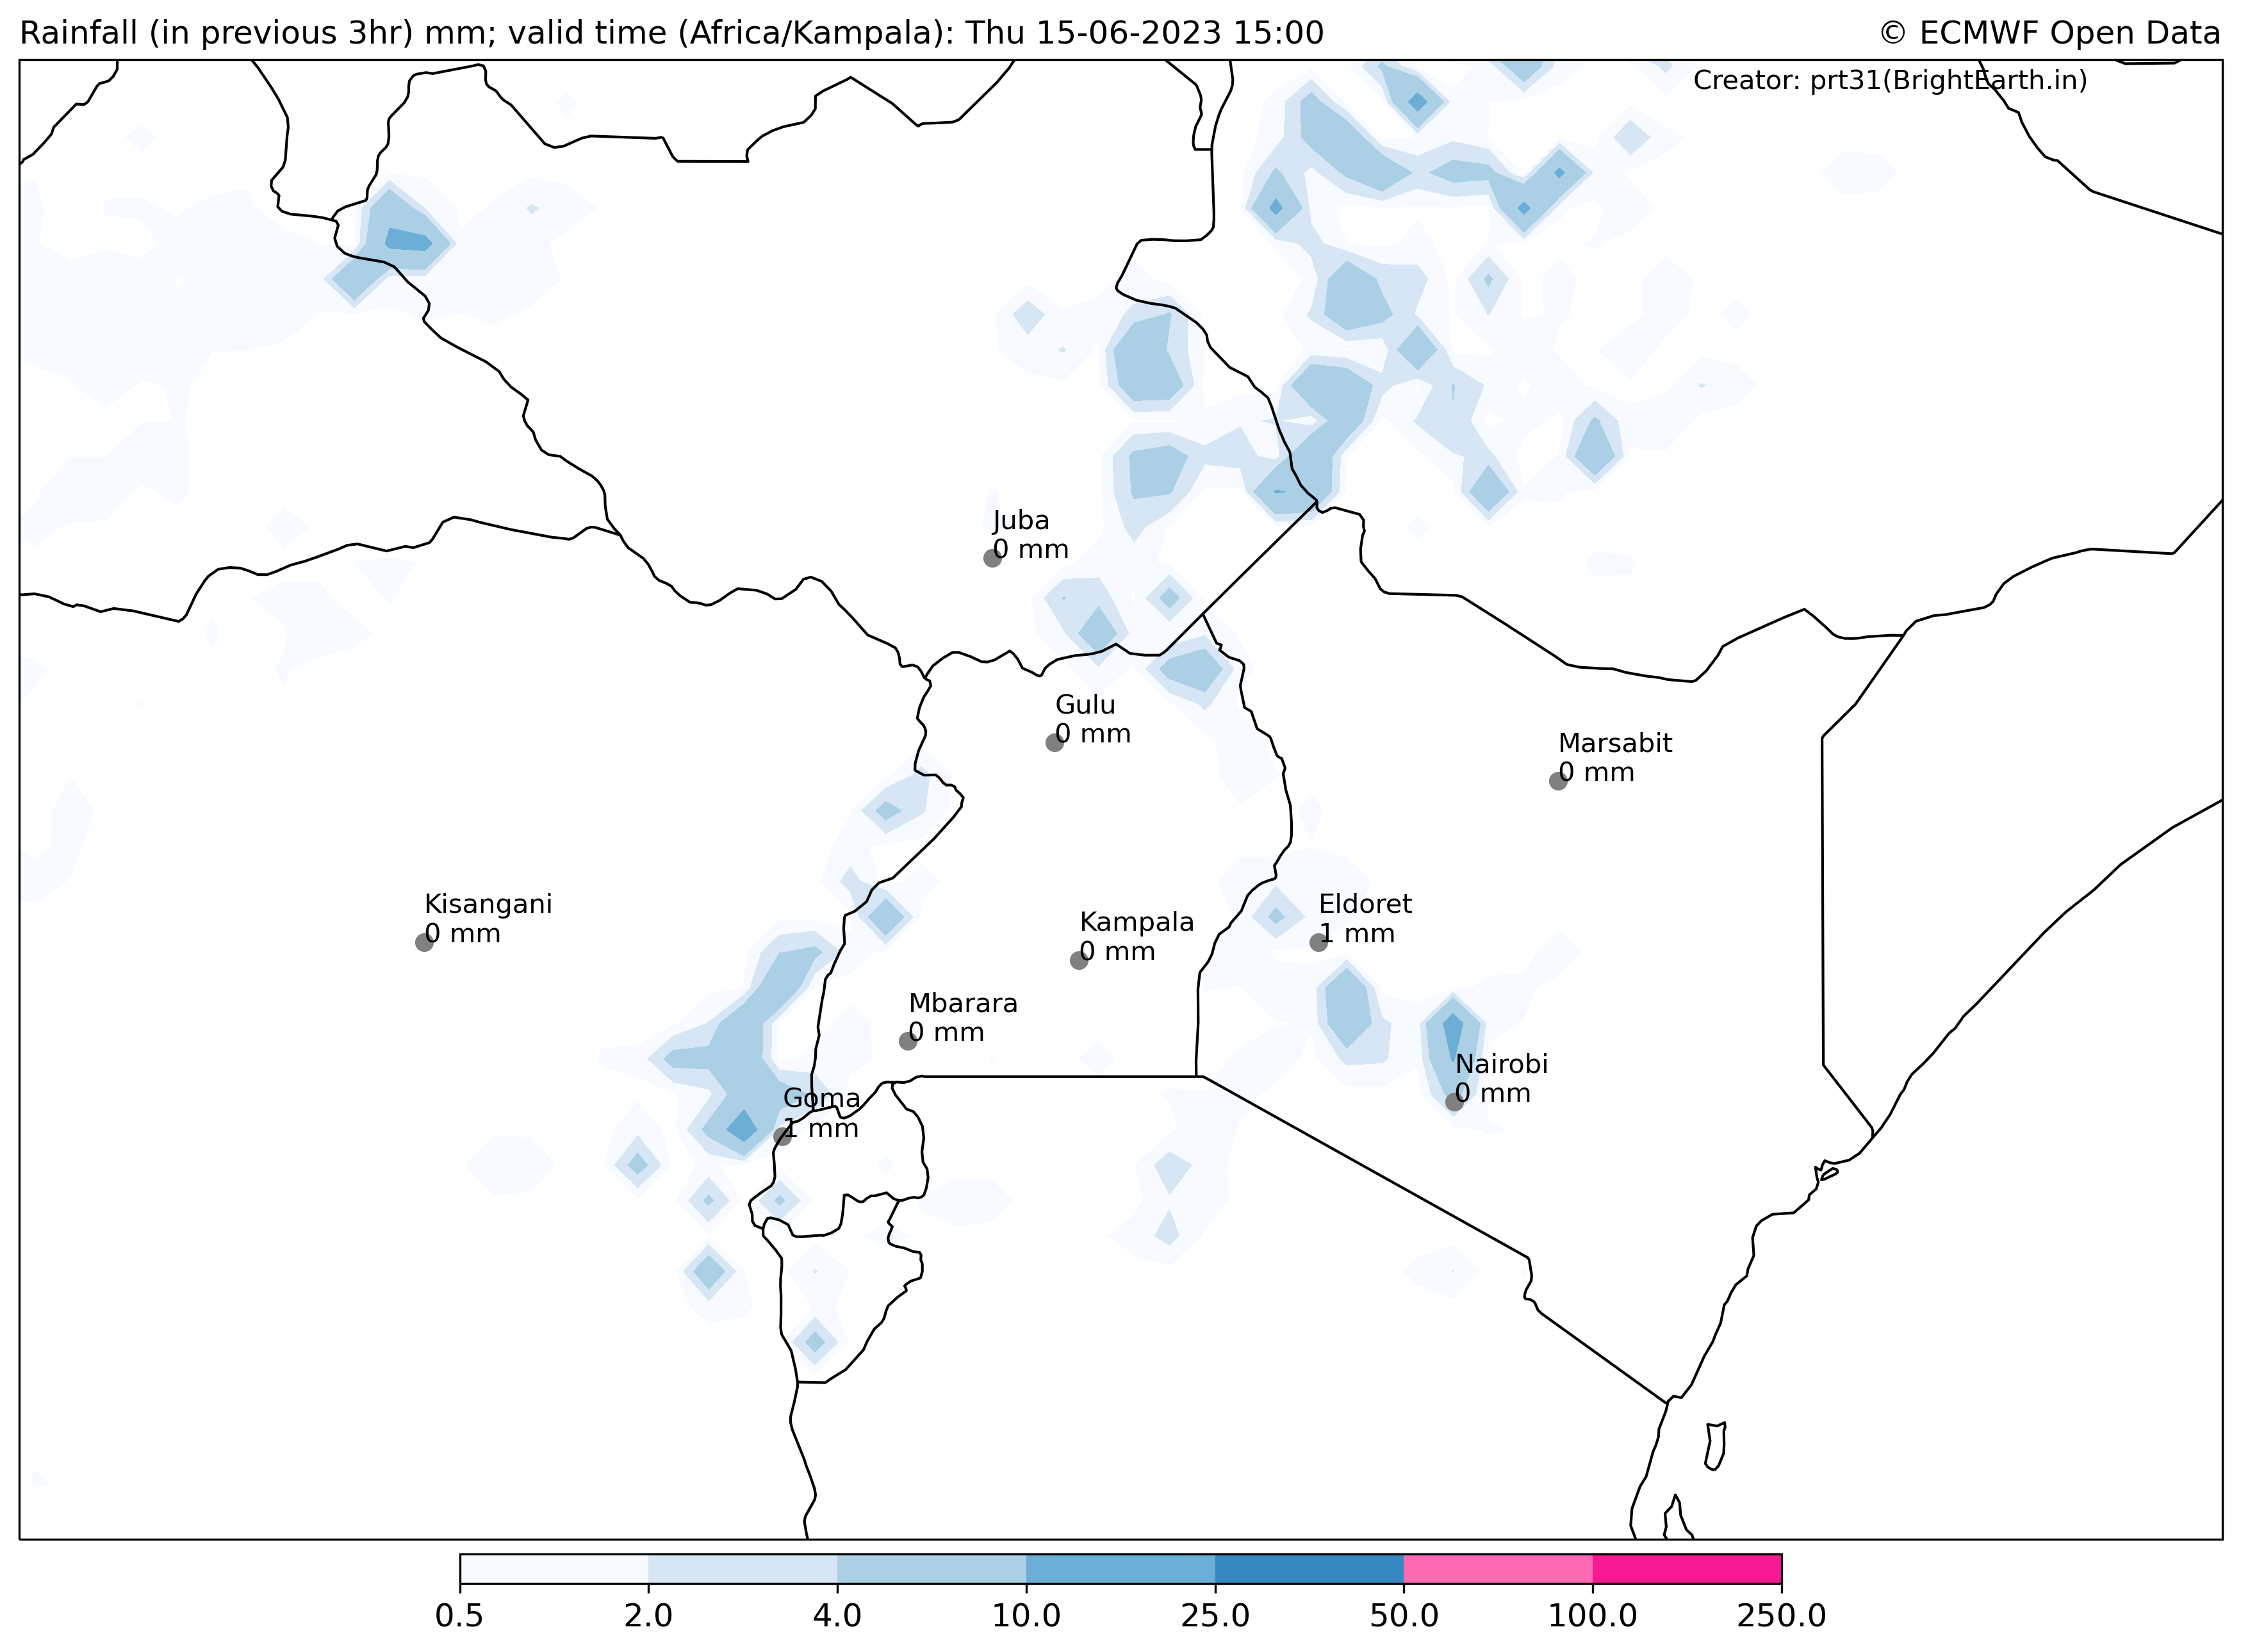 Rainfall (in previous 3hr) mm; valid time (Africa/Kampala): Thu 15-06-2023 15:00
© ECMWF Open Data
Creator: prt31(BrightEarth.in)
Juba
0 mm
Gulu
0 mm
Marsabit
0 mm
Kisangani
0 mm
Kampala
0 mm
Eldoret
1 mm
Mbarara
0 mm
Nairobi
0 mm
Goma
1 mm
0.5 2.0 4.0 10.0 25.0 50.0 100.0 250.0